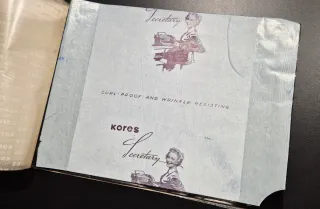 Secretary
CURL-PROOF AND WRINKLE RESISTING
kores
Secretary